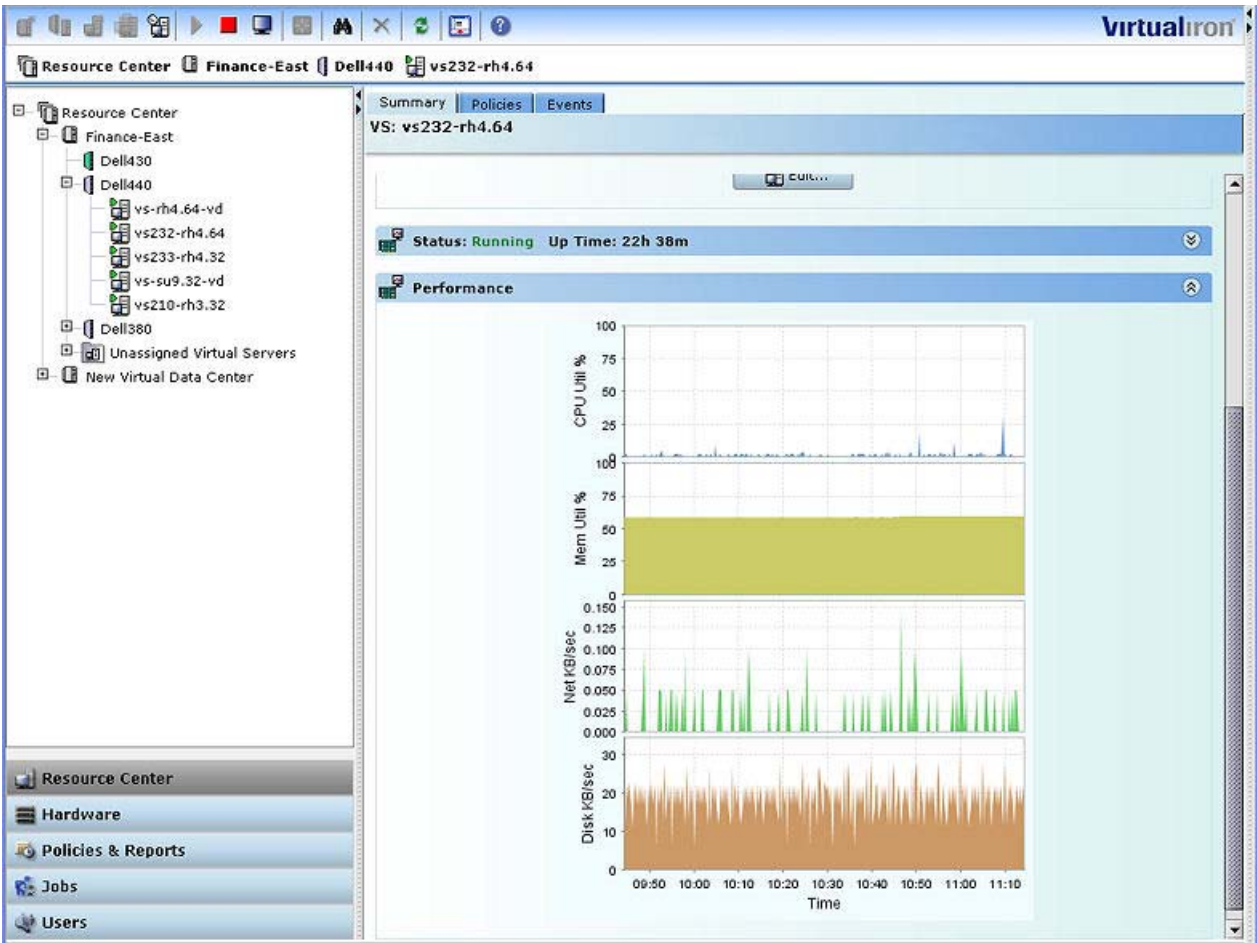 Virtualiron
Resource Center Finance-East Dell440 vs232-rh4.64
Resource Center
Finance-East
Dell430
Dell440
vs-rh4.64-vd
vs232-rh4.64
vs233-rh4.32
vs-su9.32-vd
vs210-rh3.32
Dell380
Unassigned Virtual Servers
New Virtual Data Center
Resource Center
Hardware
Policies & Reports
Jobs
Users
Summary Policies Events
VS: vs232-rh4.64
Edit...
Status: Running Up Time: 22h 38m
Performance
100
75
50
25
0
CPU Util %
100
75
50
25
0
Mem Util %
0.150
0.125
0.100
0.075
0.050
0.025
0.000
Net KB/sec
30
20
10
0
Disk KB/sec
09:50 10:00 10:10 10:20 10:30 10:40 10:50 11:00 11:10
Time